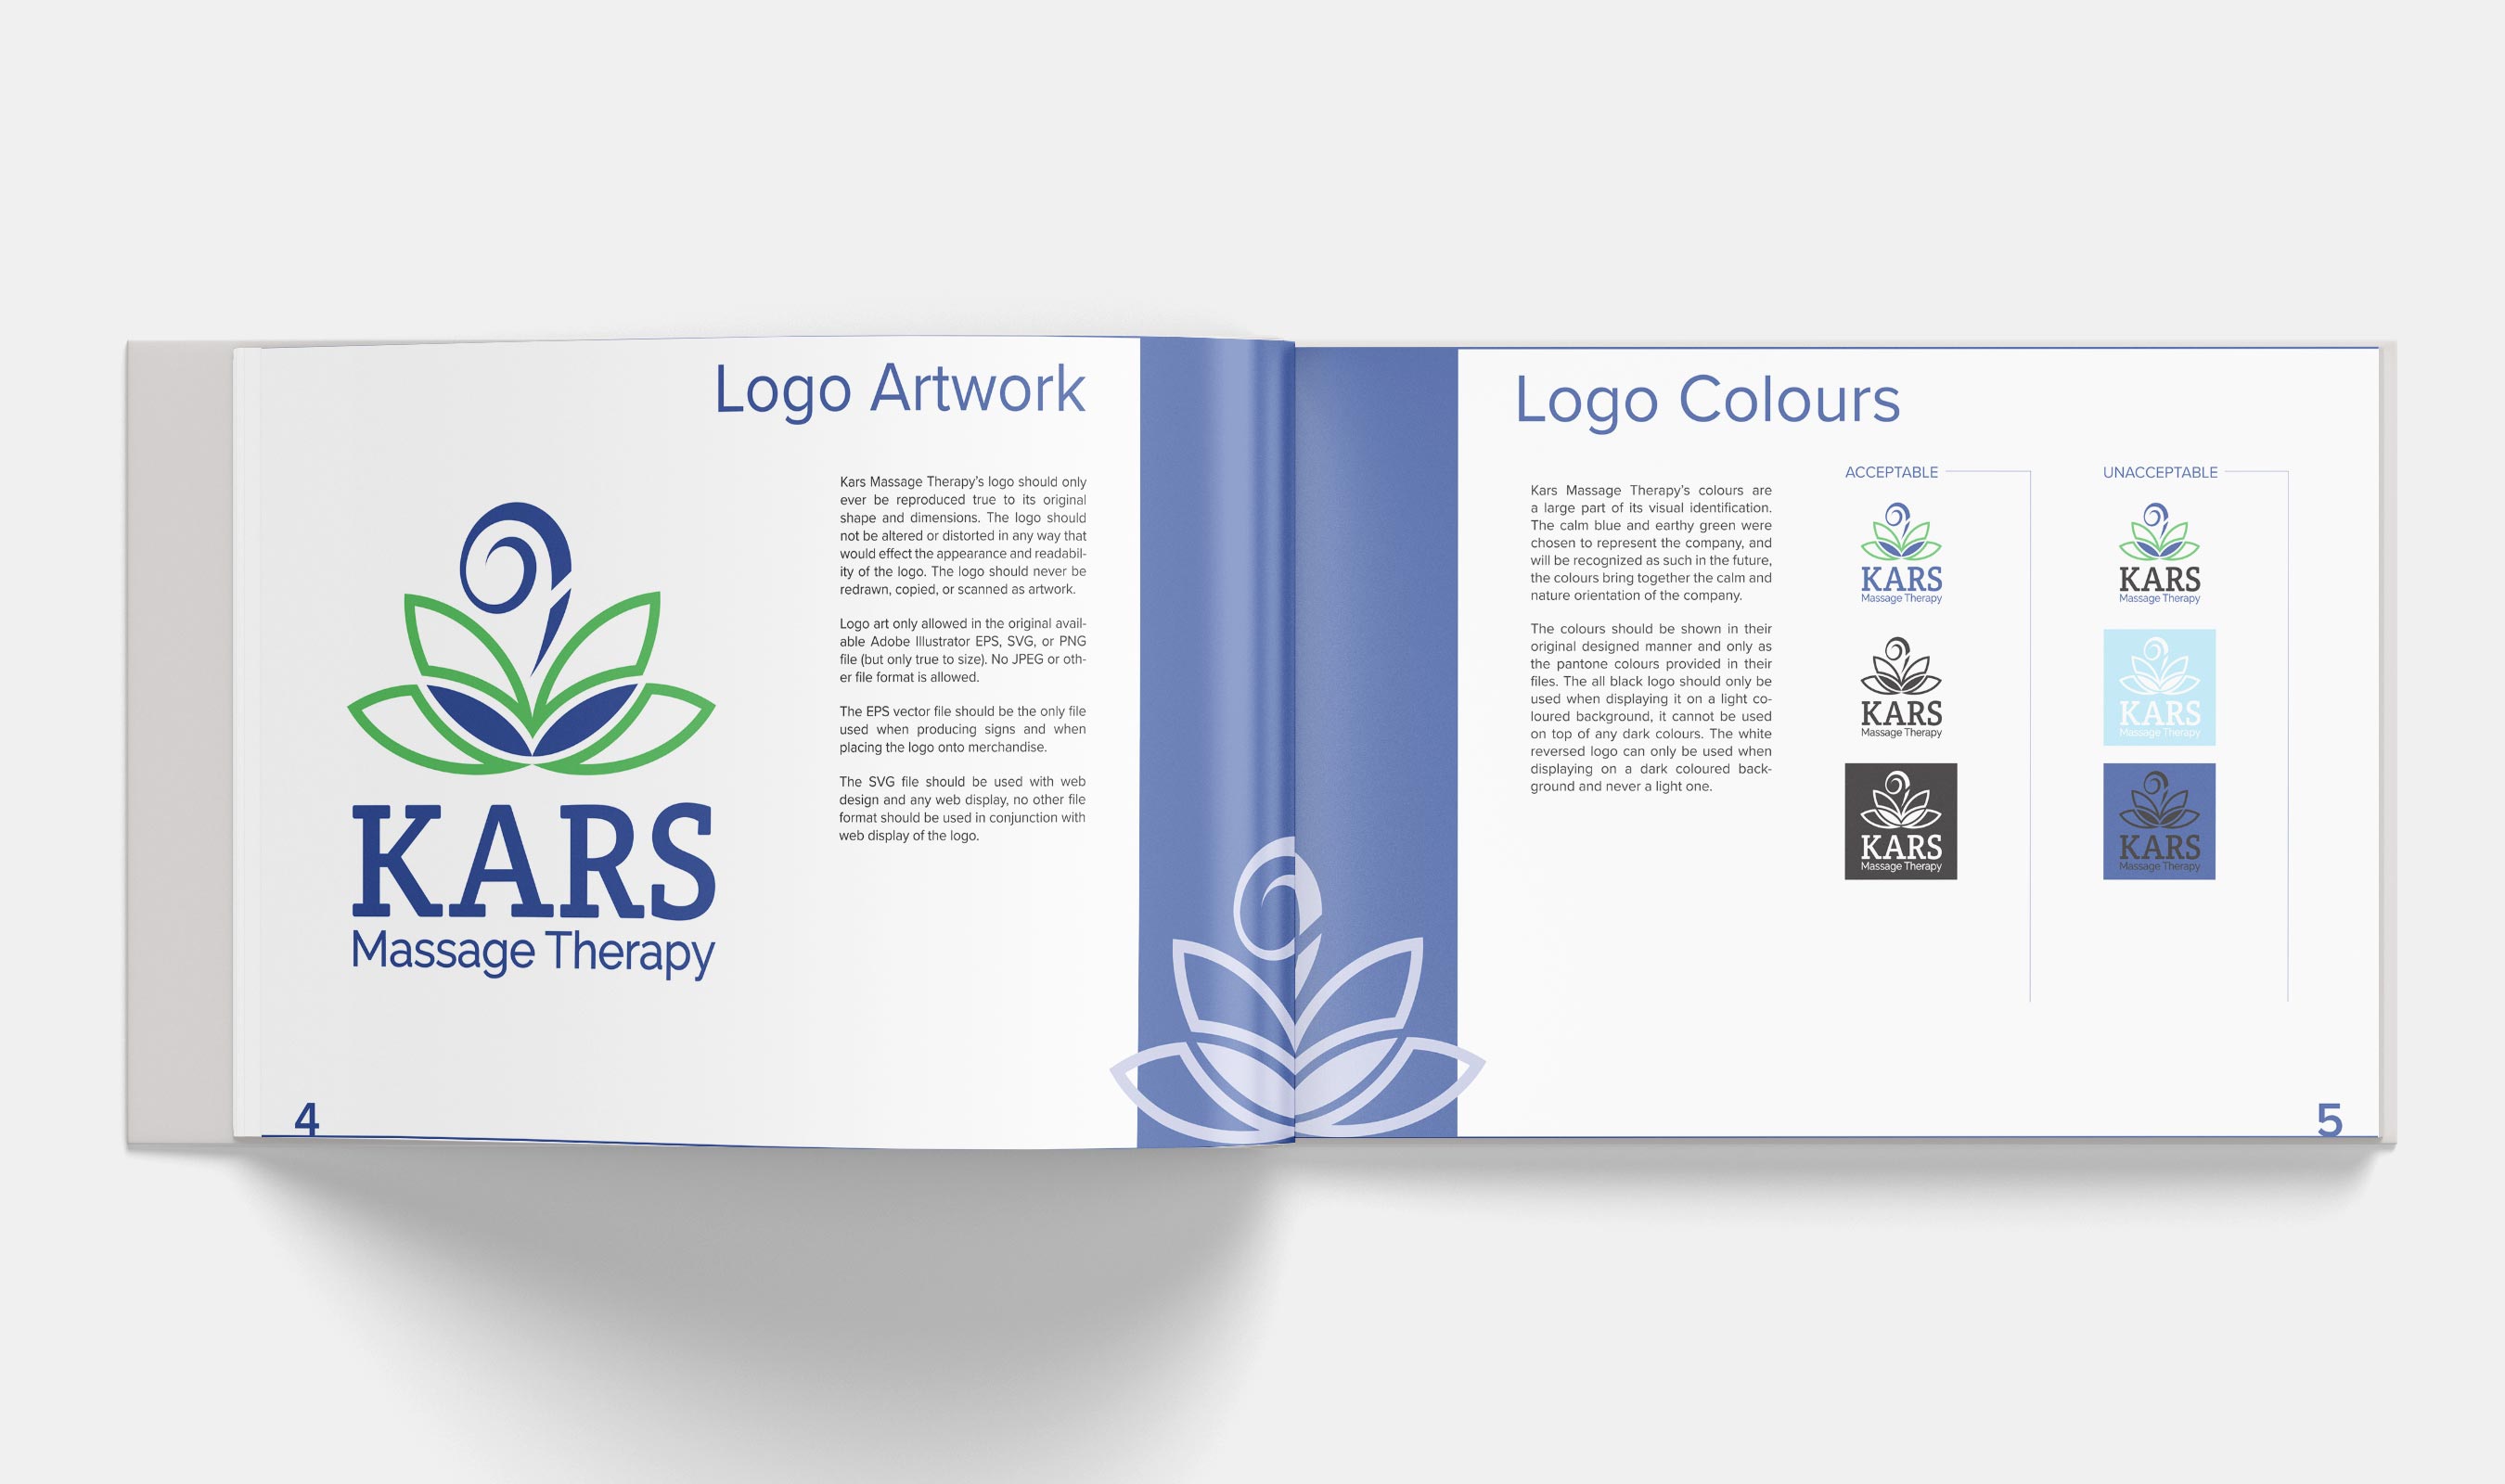 Logo Artwork
KARS
Massage Therapy
Kars Massage Therapy's logo should only
ever be reproduced true to its original
shape and dimensions. The logo should
not be altered or distorted in any way that
would effect the appearance and readabil-
ity of the logo. The logo should never be
redrawn, copied, or scanned as artwork.
Logo art only allowed in the original avail-
able Adobe Illustrator EPS, SVG, or PNG
file (but only true to size). No JPEG or oth-
er file format is allowed.
The EPS vector file should be the only file
used when producing signs and when
placing the logo onto merchandise.
The SVG file should be used with web
design and any web display, no other file
format should be used in conjunction with
web display of the logo.
4
Logo Colours
Kars Massage Therapy's colours are
a large part of its visual identification.
The calm blue and earthy green were
chosen to represent the company, and
will be recognized as such in the future,
the colours bring together the calm and
nature orientation of the company.
The colours should be shown in their
original designed manner and only as
the pantone colours provided in their
files. The all black logo should only be
used when displaying it on a light co-
loured background, it cannot be used
on top of any dark colours. The white
reversed logo can only be used when
displaying on a dark coloured back-
ground and never a light one.
ACCEPTABLE
KARS
Massage Therapy
KARS
Massage Therapy
KARS
Massage Therapy
UNACCEPTABLE
KARS
Massage Therapy
KARS
Massage Therapy
KARS
Massage Therapy
5